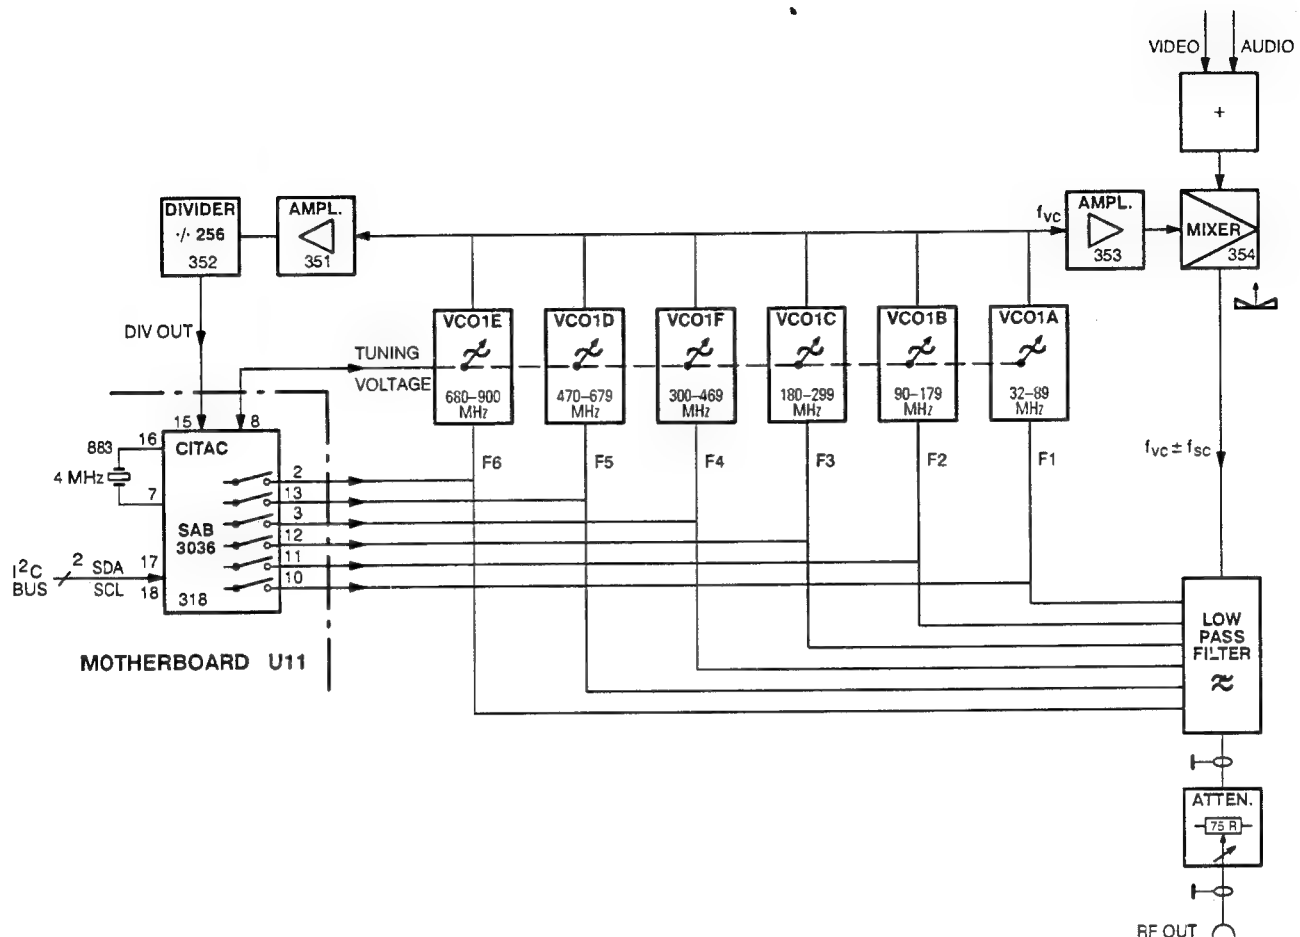 VIDEO
AUDIO
+
DIVIDER
·/· 256
352
AMPL.
351
fVC
AMPL.
353
MIXER
354
DIV OUT
TUNING
VOLTAGE
VCO1E
680–900
MHz
VCO1D
470–679
MHz
VCO1F
300–469
MHz
VCO1C
180–299
MHz
VCO1B
90–179
MHz
VCO1A
32–89
MHz
15
8
16
883
4 MHz
7
CITAC
SAB
3036
318
2
13
3
12
11
10
F6
F5
F4
F3
F2
F1
fVC ± fSC
I²C
BUS
2
SDA
SCL
17
18
MOTHERBOARD U11
LOW
PASS
FILTER
ATTEN.
75 R
RF OUT